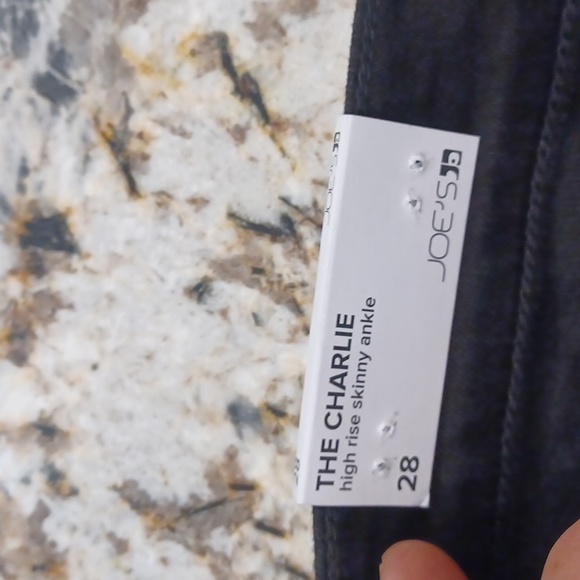 JOE'S
THE CHARLIE
high rise skinny ankle
28